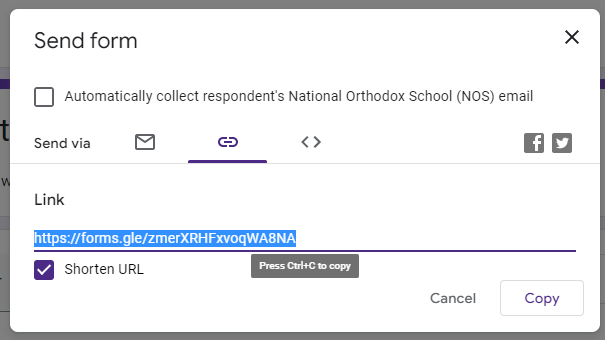 Send form
Automatically collect respondent's National Orthodox School (NOS) email
Send via
Link
https://forms.gle/zmerXRHFxvoqWA8NA
Press Ctrl+C to copy
Shorten URL
Cancel
Copy